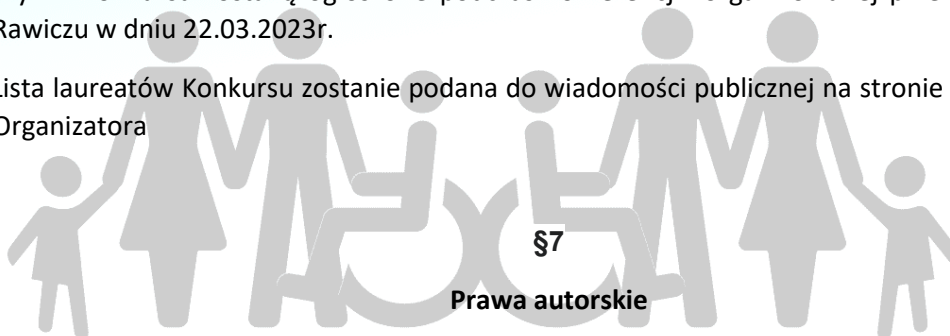 Rawiczu w dniu 22.03.2023r.
Lista laureatów Konkursu zostanie podana do wiadomości publicznej na stronie
Organizatora
§7
Prawa autorskie